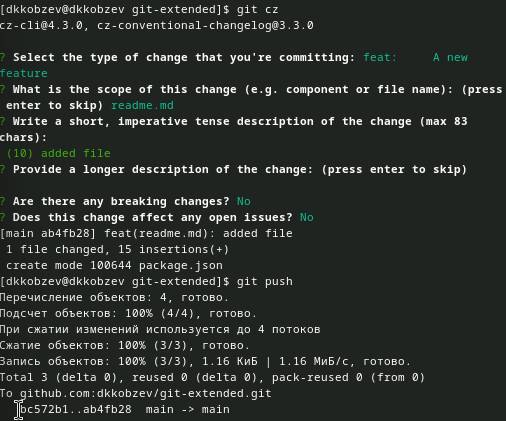 [dkkobzev@dkkobzev git-extended]$ git cz
cz-cli@4.3.0, cz-conventional-changelog@3.3.0
? Select the type of change that you're committing: feat:     A new
feature
? What is the scope of this change (e.g. component or file name): (press
 enter to skip) readme.md
? Write a short, imperative tense description of the change (max 83
chars):
 (10) added file
? Provide a longer description of the change: (press enter to skip)
? Are there any breaking changes? No
? Does this change affect any open issues? No
[main ab4fb28] feat(readme.md): added file
 1 file changed, 15 insertions(+)
 create mode 100644 package.json
[dkkobzev@dkkobzev git-extended]$ git push
Перечисление объектов: 4, готово.
Подсчет объектов: 100% (4/4), готово.
При сжатии изменений используется до 4 потоков
Сжатие объектов: 100% (3/3), готово.
Запись объектов: 100% (3/3), 1.16 КиБ | 1.16 МиБ/с, готово.
Total 3 (delta 0), reused 0 (delta 0), pack-reused 0 (from 0)
To github.com:dkkobzev/git-extended.git
   bc572b1..ab4fb28  main -> main